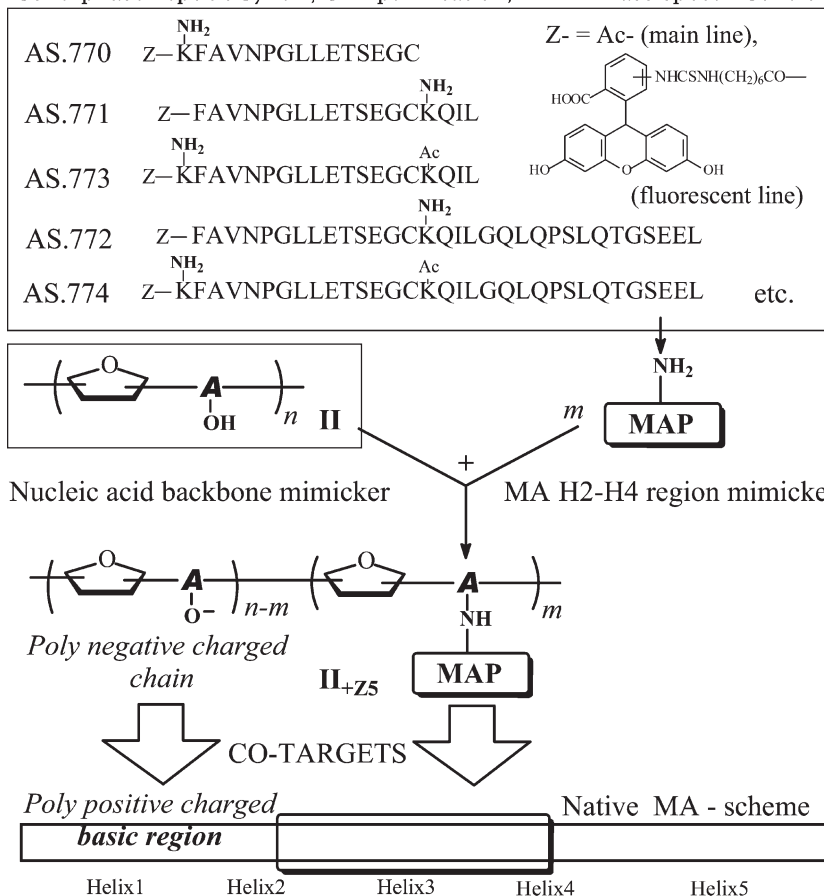 NH₂
AS.770 Z–KFAVNPGLLETSEGC
Z- = Ac- (main line),
NH₂
AS.771 Z–FAVNPGLLETSEGCKQIL
NHCSNH(CH₂)₆CO—
HOOC
NH₂ Ac
AS.773 Z–KFAVNPGLLETSEGCKQIL
HO O OH
(fluorescent line)
NH₂
AS.772 Z–FAVNPGLLETSEGCKQILGQLQPSLQTGSEEL
NH₂ Ac
AS.774 Z–KFAVNPGLLETSEGCKQILGQLQPSLQTGSEEL etc.
NH₂
O A
OH n II
m MAP
+
Nucleic acid backbone mimicker MA H2-H4 region mimicke
O A O A
O– n-m NH m
Poly negative charged
chain
II+Z5 MAP
CO-TARGETS
Poly positive charged Native MA - scheme
basic region
Helix1 Helix2 Helix3 Helix4 Helix5